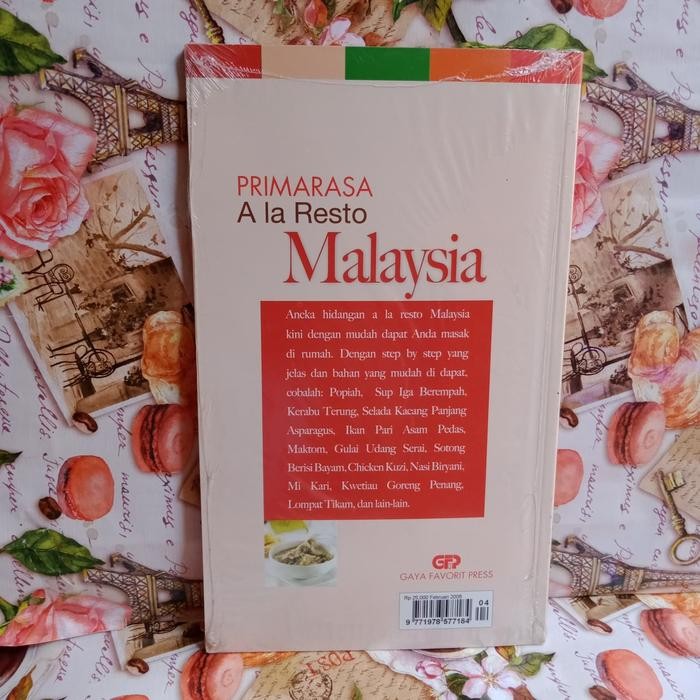 PRIMARASA
A la Resto
Malaysia
Aneka hidangan a la resto Malaysia
kini dengan mudah dapat Anda masak
di rumah. Dengan step by step yang
jelas dan bahan yang mudah di dapat,
cobalah: Popiah, Sup Iga Berempah,
Kerabu Terung, Selada Kacang Panjang
Asparagus, Ikan Pari Asam Pedas,
Maktom, Gulai Udang Serai, Sotong
Berisi Bayam, Chicken Kuzi, Nasi Biryani,
Mi Kari, Kwetiau Goreng Penang,
Lompat Tikam, dan lain-lain.
GFP
GAYA FAVORIT PRESS
Rp 25.000 Februari 2008
04
9 771978 577184